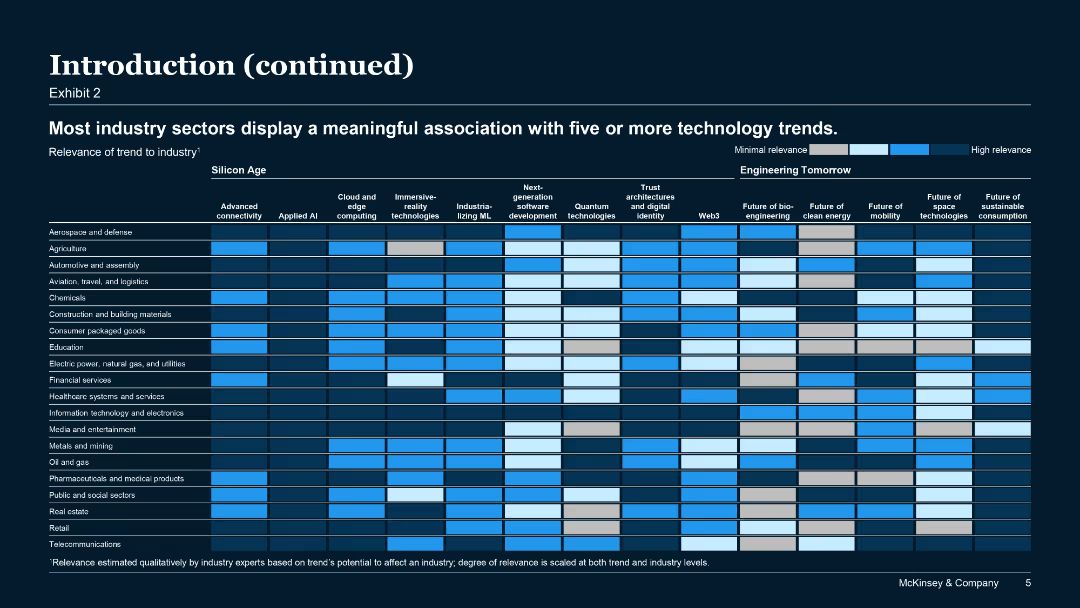 Introduction (continued)
Exhibit 2
Most industry sectors display a meaningful association with five or more technology trends.
Relevance of trend to industry¹
Minimal relevance
High relevance
Silicon Age
Engineering Tomorrow
Advanced
connectivity
Applied AI
Cloud and
edge
computing
Immersive-
reality
technologies
Industria-
lizing ML
Next-
generation
software
development
Quantum
technologies
Trust
architectures
and digital
identity
Web3
Future of bio-
engineering
Future of
clean energy
Future of
mobility
Future of
space
technologies
Future of
sustainable
consumption
Aerospace and defense
Agriculture
Automotive and assembly
Aviation, travel, and logistics
Chemicals
Construction and building materials
Consumer packaged goods
Education
Electric power, natural gas, and utilities
Financial services
Healthcare systems and services
Information technology and electronics
Media and entertainment
Metals and mining
Oil and gas
Pharmaceuticals and medical products
Public and social sectors
Real estate
Retail
Telecommunications
¹Relevance estimated qualitatively by industry experts based on trend's potential to affect an industry; degree of relevance is scaled at both trend and industry levels.
McKinsey & Company 5